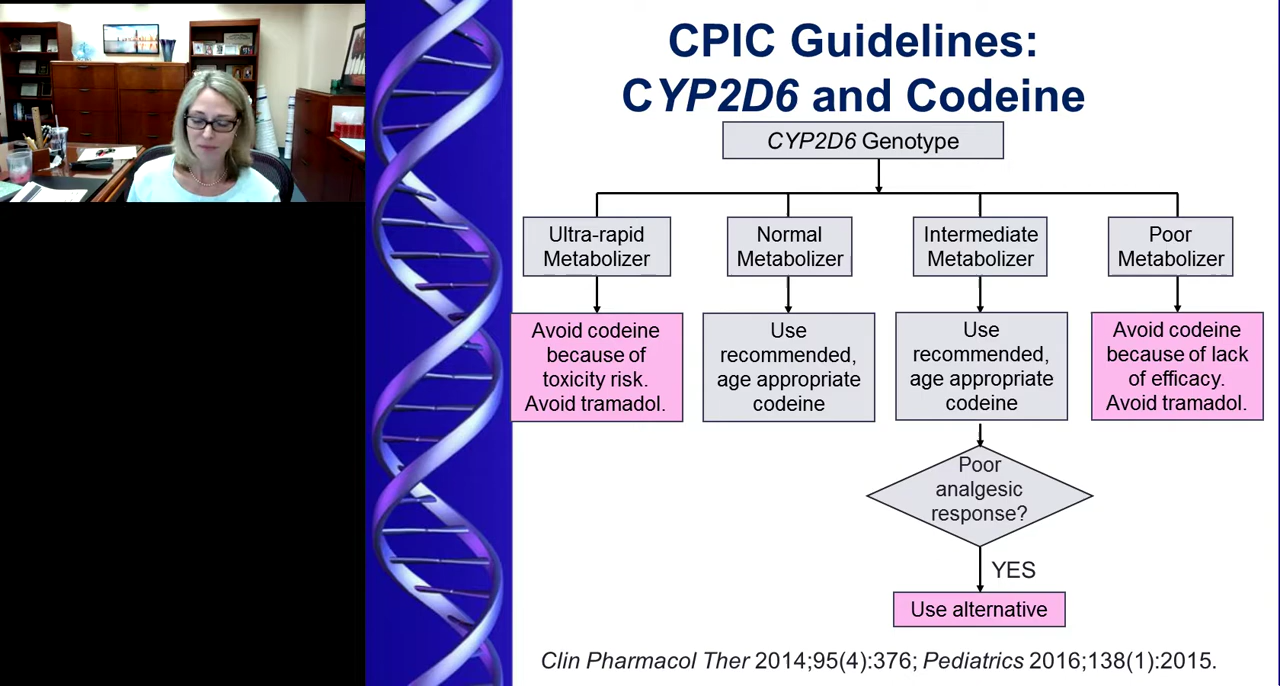 CPIC Guidelines:
CYP2D6 and Codeine
CYP2D6 Genotype
Ultra-rapid
Metabolizer
Normal
Metabolizer
Intermediate
Metabolizer
Poor
Metabolizer
Avoid codeine
because of
toxicity risk.
Avoid tramadol.
Use
recommended,
age appropriate
codeine
Use
recommended,
age appropriate
codeine
Avoid codeine
because of lack
of efficacy.
Avoid tramadol.
Poor
analgesic
response?
YES
Use alternative
Clin Pharmacol Ther 2014;95(4):376; Pediatrics 2016;138(1):2015.